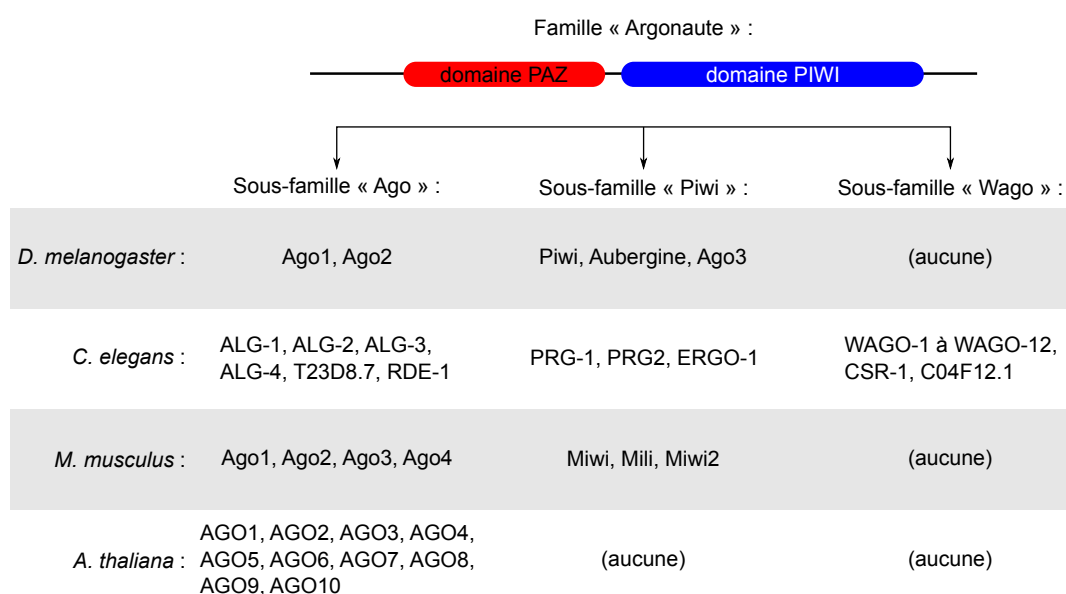 Famille « Argonaute » :
domaine PAZ
domaine PIWI
Sous-famille « Ago » :
Sous-famille « Piwi » :
Sous-famille « Wago » :
D. melanogaster :
Ago1, Ago2
Piwi, Aubergine, Ago3
(aucune)
C. elegans :
ALG-1, ALG-2, ALG-3,
ALG-4, T23D8.7, RDE-1
PRG-1, PRG2, ERGO-1
WAGO-1 à WAGO-12,
CSR-1, C04F12.1
M. musculus :
Ago1, Ago2, Ago3, Ago4
Miwi, Mili, Miwi2
(aucune)
A. thaliana :
AGO1, AGO2, AGO3, AGO4,
AGO5, AGO6, AGO7, AGO8,
AGO9, AGO10
(aucune)
(aucune)